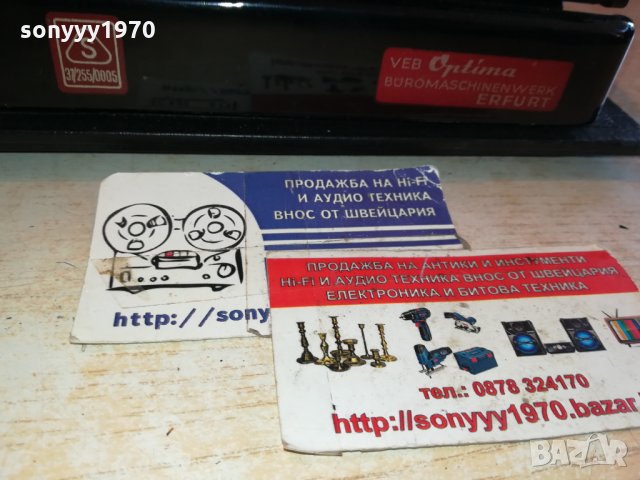 sonyyy1970
S
37/255/0005
VEB Optima
BÜROMASCHINENWERK
ERFURT
ПРОДАЖБА НА Hi-Fi
И АУДИО ТЕХНИКА
ВНОС ОТ ШВЕЙЦАРИЯ
http://sony
ПРОДАЖБА НА АНТИКИ И ИНСТРУМЕНТИ
Hi-Fi И АУДИО ТЕХНИКА ВНОС ОТ ШВЕЙЦАРИЯ
ЕЛЕКТРОНИКА И БИТОВА ТЕХНИКА
тел.: 0878 324170
http://sonyyy1970.bazar.
BAZAR
sonyyy1970